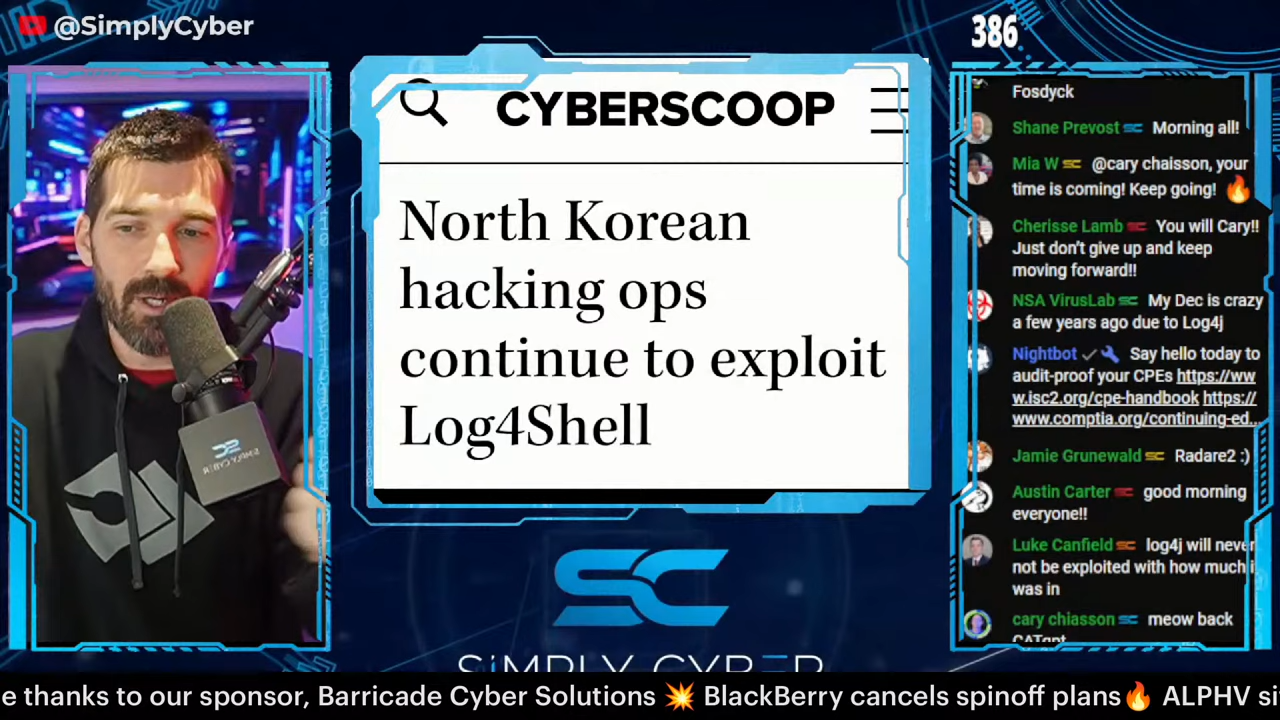 @SimplyCyber
386
CYBERSCOOP
North Korean
hacking ops
continue to exploit
Log4Shell
SC
SIMPLY CYBER
Fosdyck
Shane Prevost Morning all!
Mia W @cary chaisson, your
time is coming! Keep going! 🔥
Cherisse Lamb You will Cary!!
Just don't give up and keep
moving forward!!
NSA VirusLab My Dec is crazy
a few years ago due to Log4j
Nightbot Say hello today to
audit-proof your CPEs https://ww
w.isc2.org/cpe-handbook https://
www.comptia.org/continuing-ed...
Jamie Grunewald Radare2 :)
Austin Carter good morning
everyone!!
Luke Canfield log4j will never
not be exploited with how much i
was in
cary chiasson meow back
CATgpt
e thanks to our sponsor, Barricade Cyber Solutions 💥 BlackBerry cancels spinoff plans🔥 ALPHV si